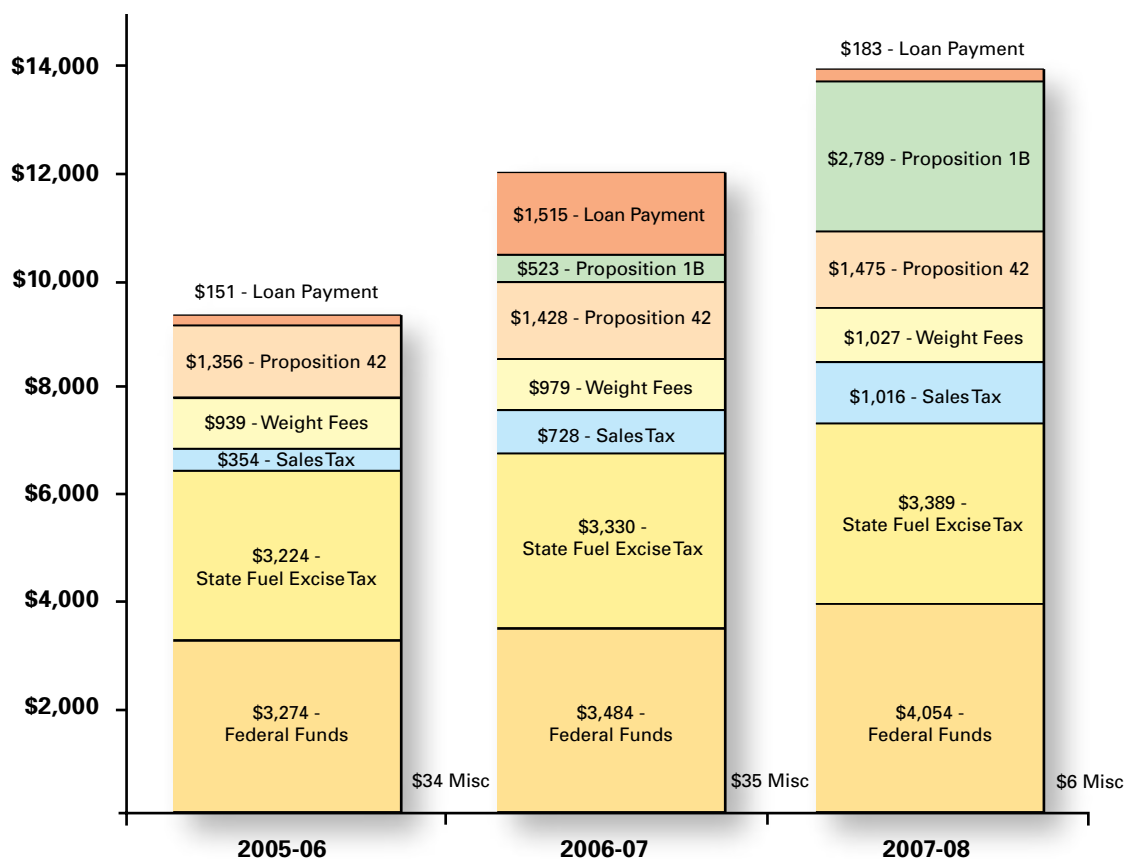 $14,000
$12,000
$10,000
$8,000
$6,000
$4,000
$2,000
$151 - Loan Payment
$1,356 - Proposition 42
$939 - Weight Fees
$354 - Sales Tax
$3,224 -
State Fuel Excise Tax
$3,274 -
Federal Funds
$34 Misc
2005-06
$1,515 - Loan Payment
$523 - Proposition 1B
$1,428 - Proposition 42
$979 - Weight Fees
$728 - Sales Tax
$3,330 -
State Fuel Excise Tax
$3,484 -
Federal Funds
$35 Misc
2006-07
$183 - Loan Payment
$2,789 - Proposition 1B
$1,475 - Proposition 42
$1,027 - Weight Fees
$1,016 - Sales Tax
$3,389 -
State Fuel Excise Tax
$4,054 -
Federal Funds
$6 Misc
2007-08